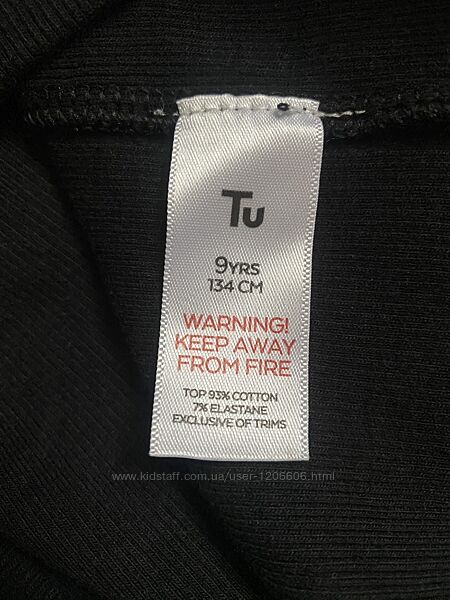 Tu
9YRS
134 CM
WARNING!
KEEP AWAY
FROM FIRE
TOP 93% COTTON
7% ELASTANE
EXCLUSIVE OF TRIMS
www.kidstaff.com.ua/user-1206606.html